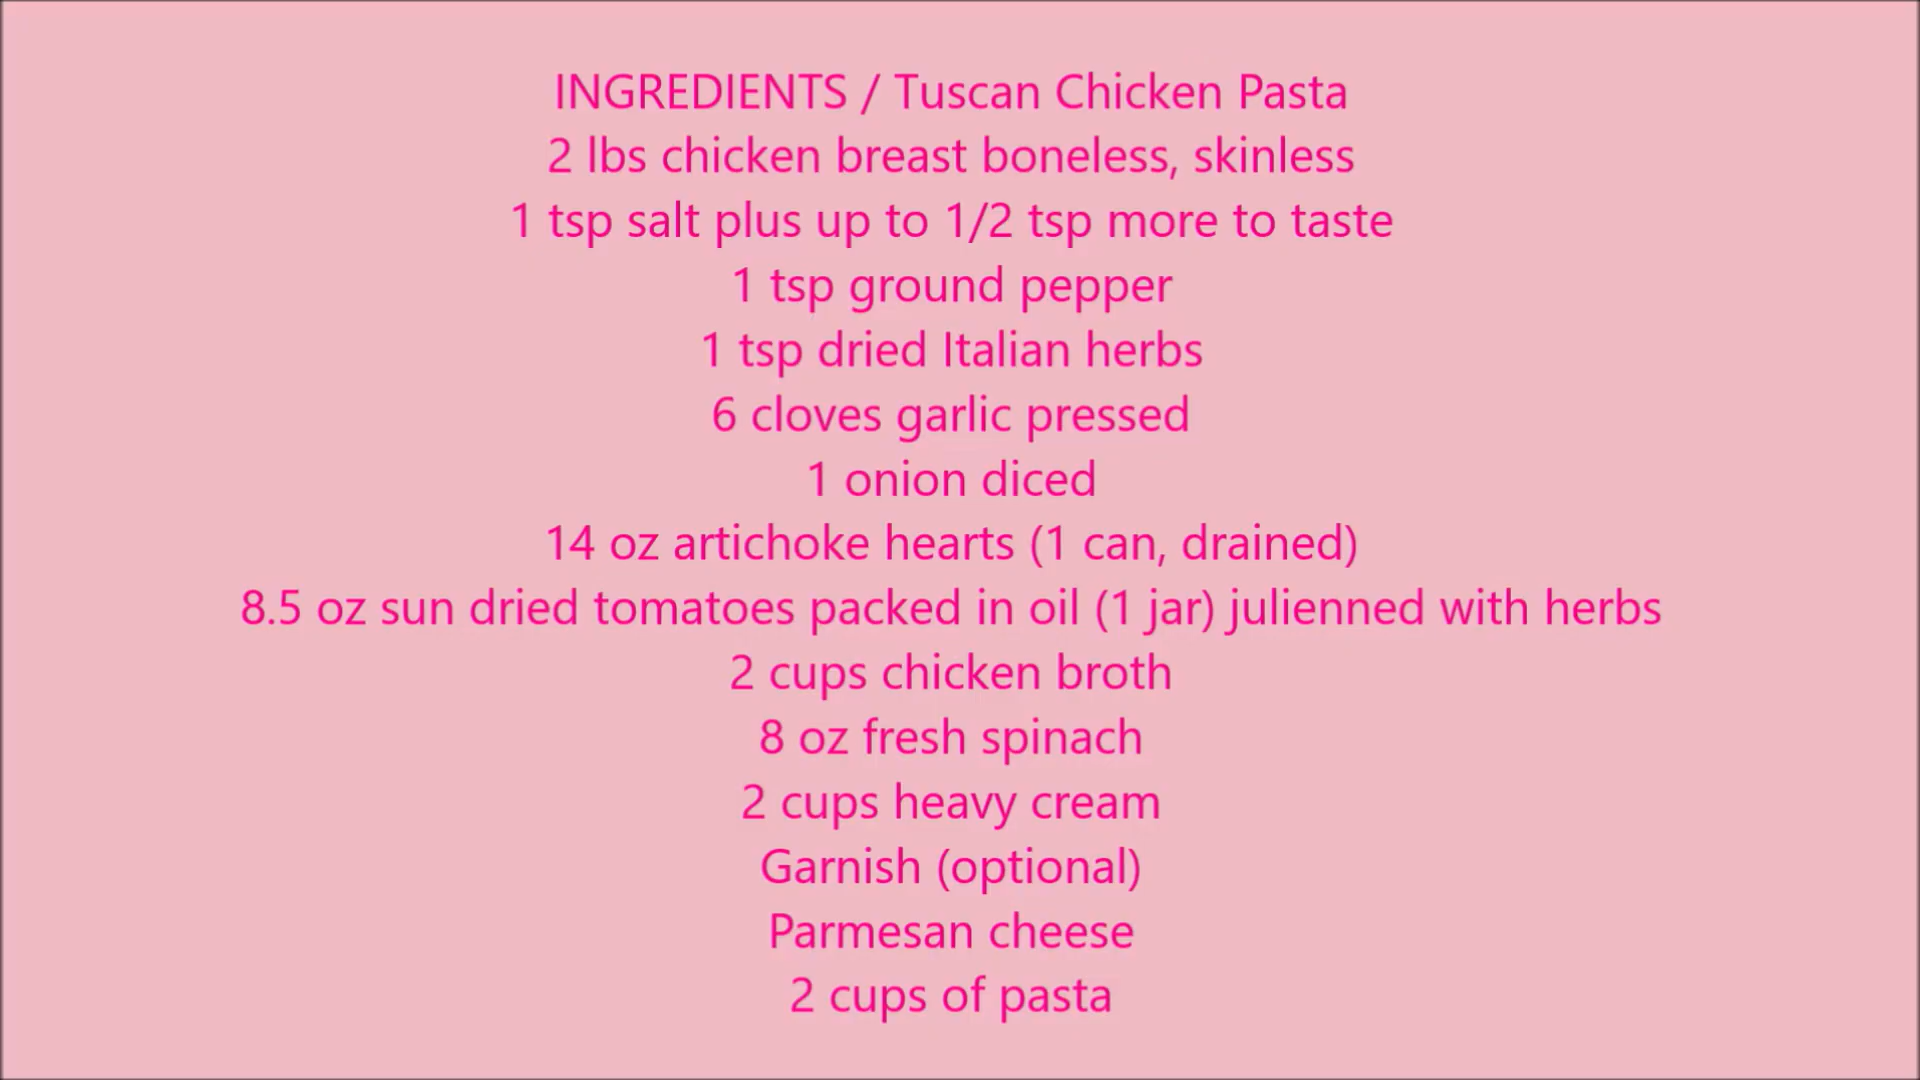 INGREDIENTS / Tuscan Chicken Pasta
2 lbs chicken breast boneless, skinless
1 tsp salt plus up to 1/2 tsp more to taste
1 tsp ground pepper
1 tsp dried Italian herbs
6 cloves garlic pressed
1 onion diced
14 oz artichoke hearts (1 can, drained)
8.5 oz sun dried tomatoes packed in oil (1 jar) julienned with herbs
2 cups chicken broth
8 oz fresh spinach
2 cups heavy cream
Garnish (optional)
Parmesan cheese
2 cups of pasta